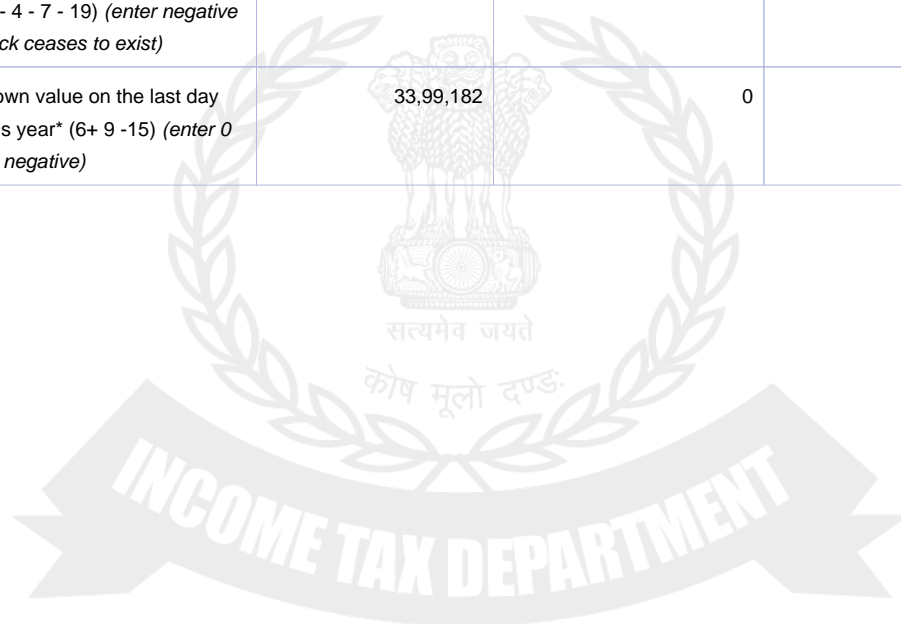 - 4 - 7 - 19) (enter negative
ck ceases to exist)
own value on the last day 33,99,182 0
s year* (6+ 9 -15) (enter 0
negative)
सत्यमेव जयते
कोष मूलो दण्डः
INCOME TAX DEPARTMENT